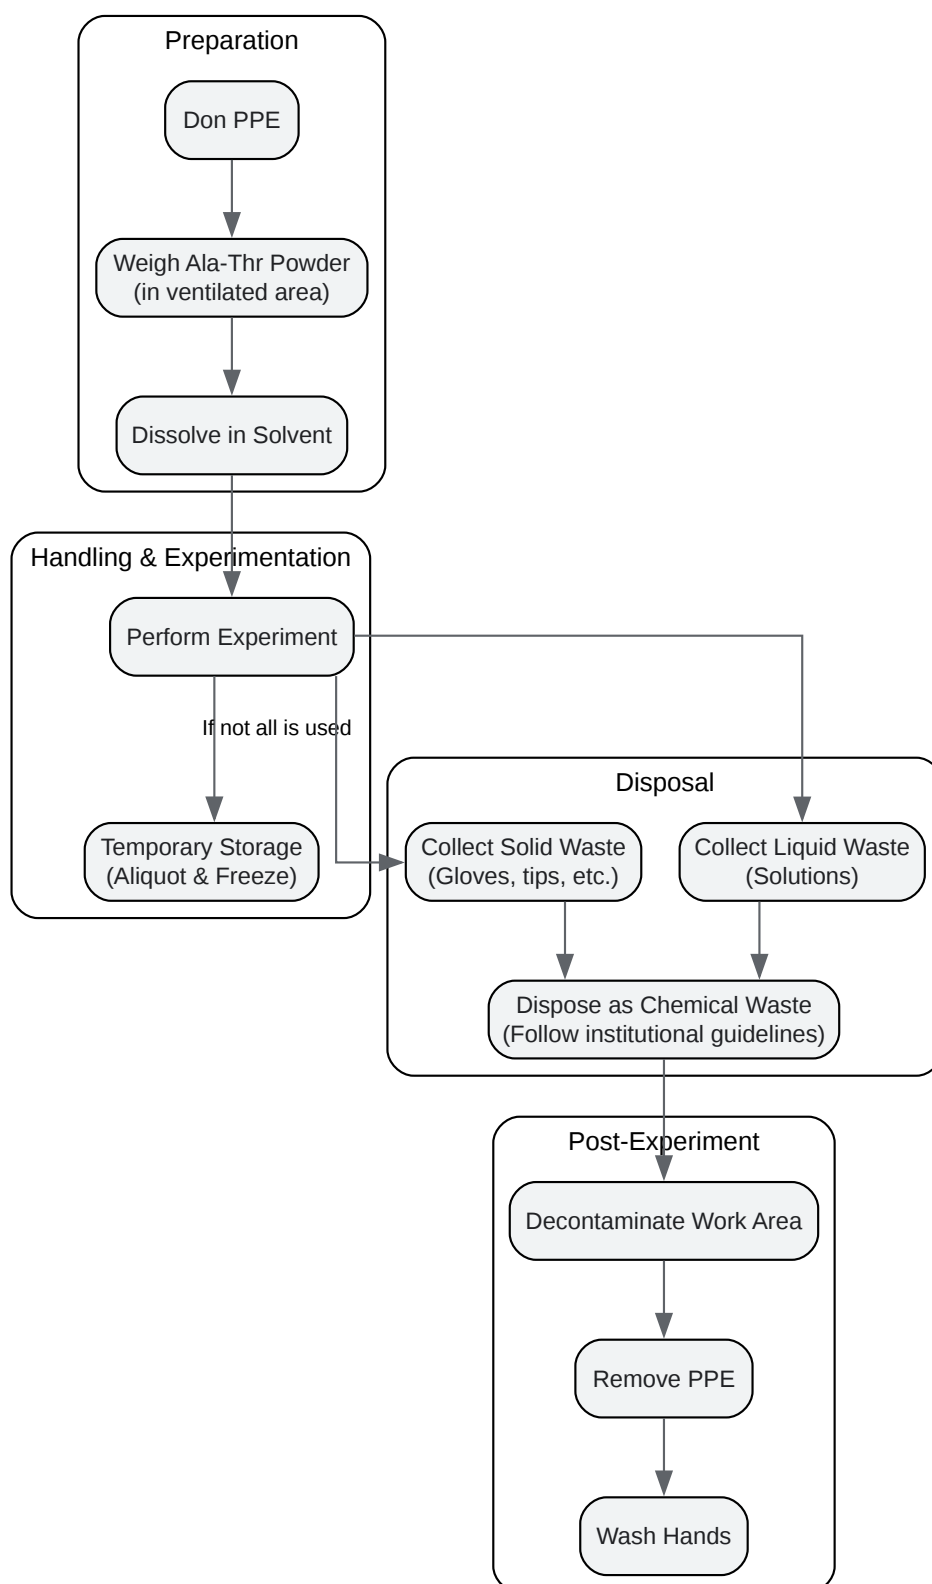 Preparation
Don PPE
Weigh Ala-Thr Powder
(in ventilated area)
Dissolve in Solvent
Handling & Experimentation
Perform Experiment
If not all is used
Temporary Storage
(Aliquot & Freeze)
Disposal
Collect Solid Waste
(Gloves, tips, etc.)
Collect Liquid Waste
(Solutions)
Dispose as Chemical Waste
(Follow institutional guidelines)
Post-Experiment
Decontaminate Work Area
Remove PPE
Wash Hands